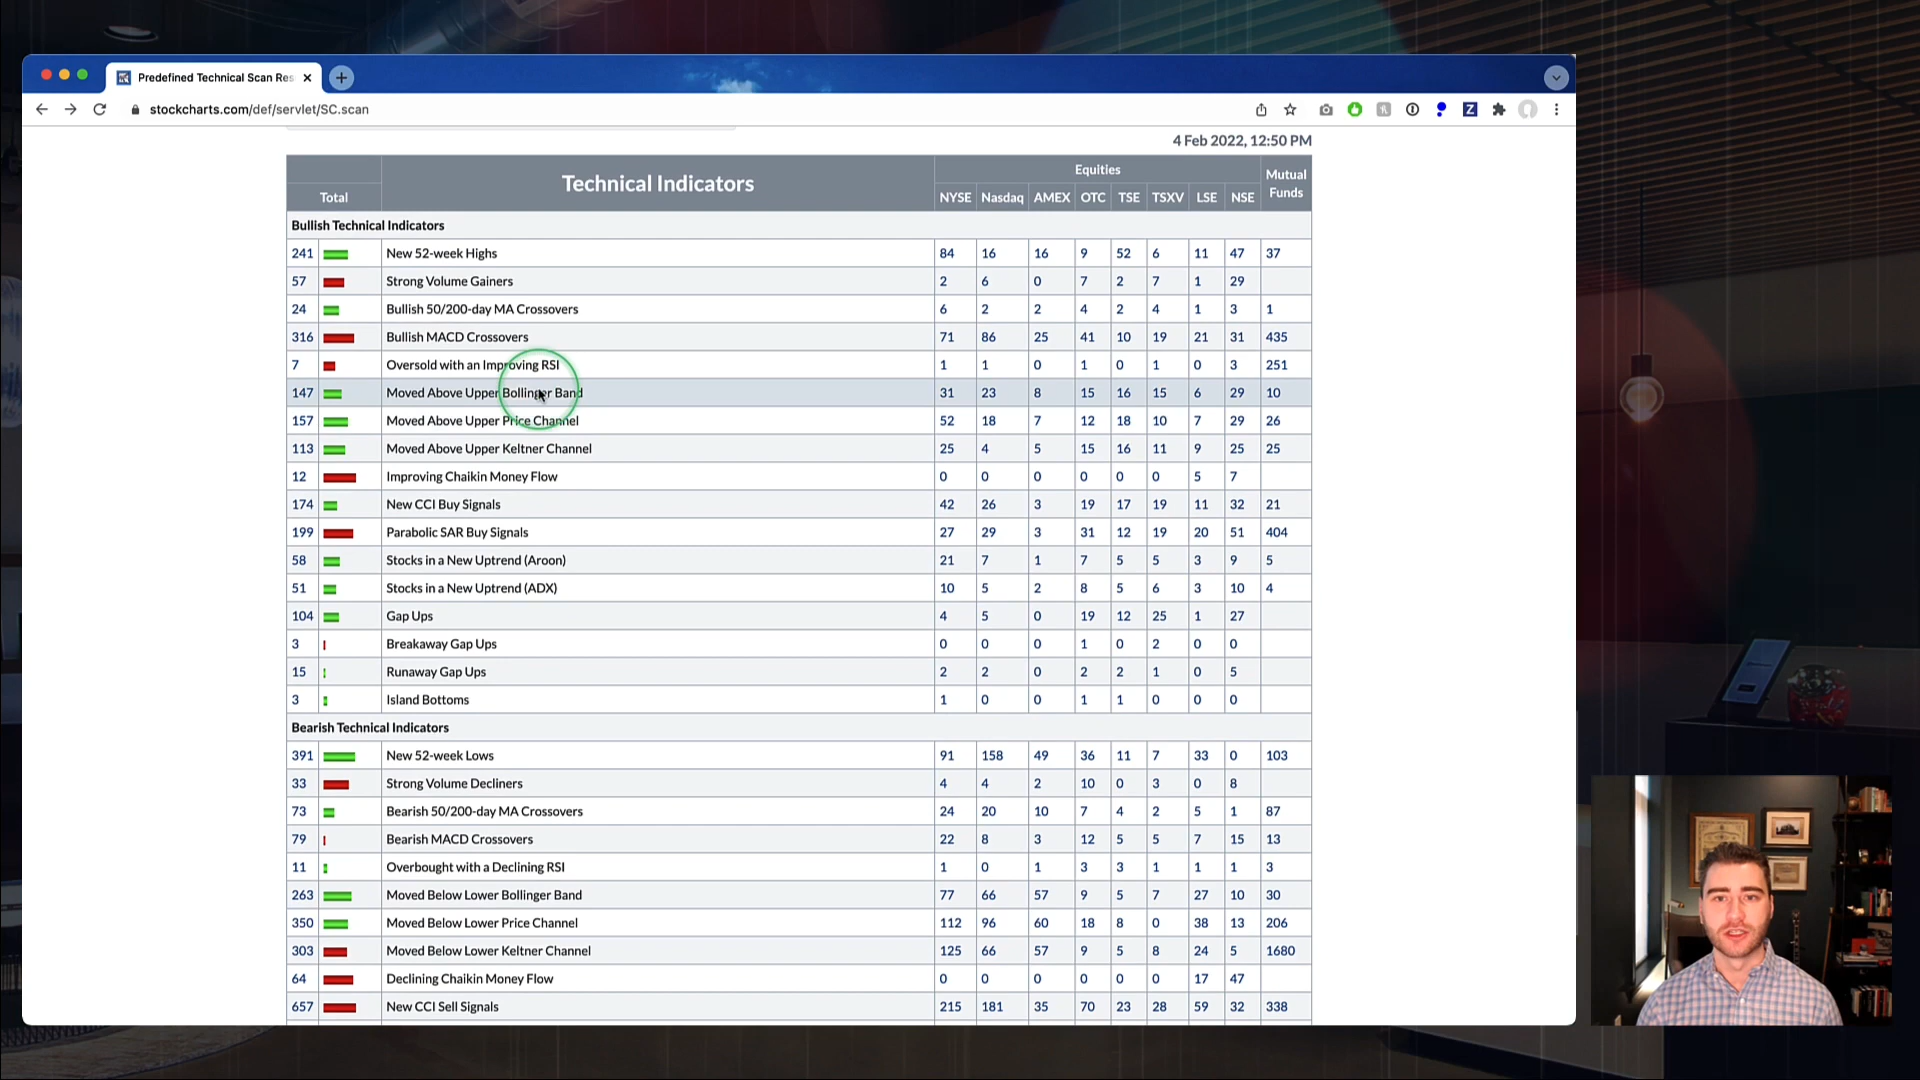 Predefined Technical Scan Res
stockcharts.com/def/servlet/SC.scan
4 Feb 2022, 12:50 PM
Total Technical Indicators Equities Mutual Funds
NYSE Nasdaq AMEX OTC TSE TSXV LSE NSE
Bullish Technical Indicators
241 New 52-week Highs 84 16 16 9 52 6 11 47 37
57 Strong Volume Gainers 2 6 0 7 2 7 1 29
24 Bullish 50/200-day MA Crossovers 6 2 2 4 2 4 1 3 1
316 Bullish MACD Crossovers 71 86 25 41 10 19 21 31 435
7 Oversold with an Improving RSI 1 1 0 1 0 1 0 3 251
147 Moved Above Upper Bollinger Band 31 23 8 15 16 15 6 29 10
157 Moved Above Upper Price Channel 52 18 7 12 18 10 7 29 26
113 Moved Above Upper Keltner Channel 25 4 5 15 16 11 9 25 25
12 Improving Chaikin Money Flow 0 0 0 0 0 0 5 7
174 New CCI Buy Signals 42 26 3 19 17 19 11 32 21
199 Parabolic SAR Buy Signals 27 29 3 31 12 19 20 51 404
58 Stocks in a New Uptrend (Aroon) 21 7 1 7 5 5 3 9 5
51 Stocks in a New Uptrend (ADX) 10 5 2 8 5 6 3 10 4
104 Gap Ups 4 5 0 19 12 25 1 27
3 Breakaway Gap Ups 0 0 0 1 0 2 0 0
15 Runaway Gap Ups 2 2 0 2 2 1 0 5
3 Island Bottoms 1 0 0 1 1 0 0 0
Bearish Technical Indicators
391 New 52-week Lows 91 158 49 36 11 7 33 0 103
33 Strong Volume Decliners 4 4 2 10 0 3 0 8
73 Bearish 50/200-day MA Crossovers 24 20 10 7 4 2 5 1 87
79 Bearish MACD Crossovers 22 8 3 12 5 5 7 15 13
11 Overbought with a Declining RSI 1 0 1 3 3 1 1 1 3
263 Moved Below Lower Bollinger Band 77 66 57 9 5 7 27 10 30
350 Moved Below Lower Price Channel 112 96 60 18 8 0 38 13 206
303 Moved Below Lower Keltner Channel 125 66 57 9 5 8 24 5 1680
64 Declining Chaikin Money Flow 0 0 0 0 0 0 17 47
657 New CCI Sell Signals 215 181 35 70 23 28 59 32 338